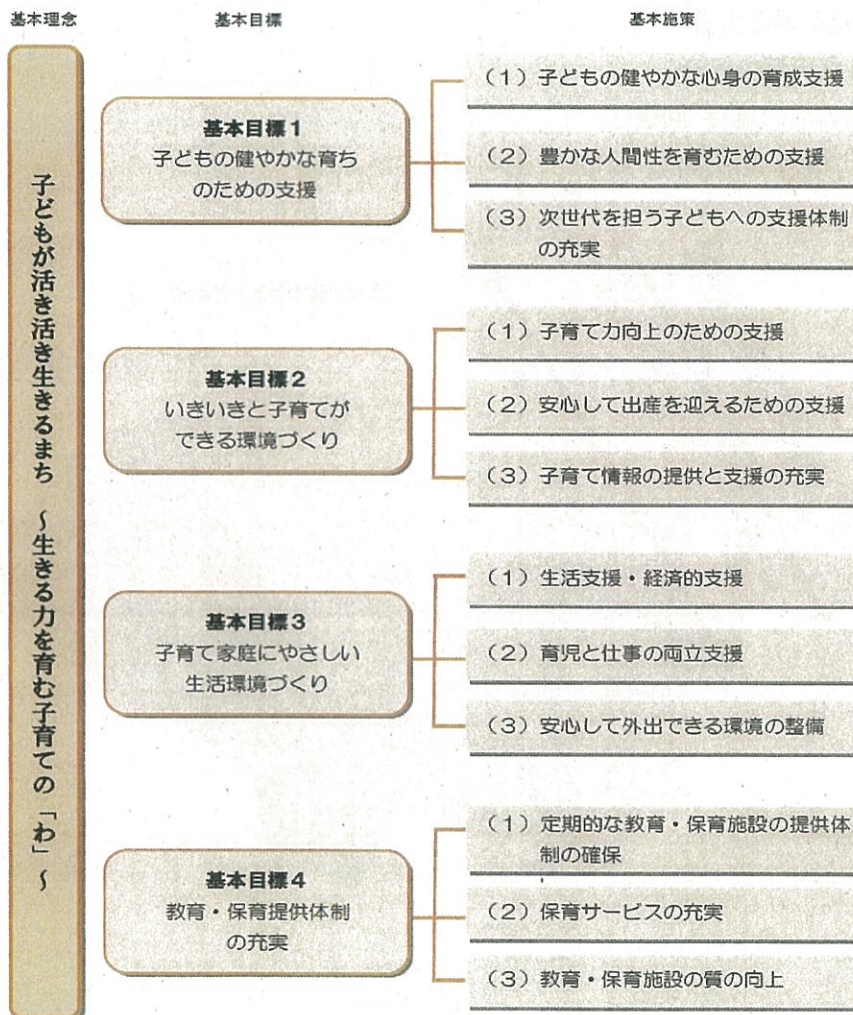 基本理念
基本目標
基本施策
子どもが活き活き生きるまち　～生きる力を育む子育ての「わ」～
基本目標1
子どもの健やかな育ち
のための支援
（1）子どもの健やかな心身の育成支援
（2）豊かな人間性を育むための支援
（3）次世代を担う子どもへの支援体制
の充実
基本目標2
いきいきと子育てが
できる環境づくり
（1）子育て力向上のための支援
（2）安心して出産を迎えるための支援
（3）子育て情報の提供と支援の充実
基本目標3
子育て家庭にやさしい
生活環境づくり
（1）生活支援・経済的支援
（2）育児と仕事の両立支援
（3）安心して外出できる環境の整備
基本目標4
教育・保育提供体制
の充実
（1）定期的な教育・保育施設の提供体
制の確保
（2）保育サービスの充実
（3）教育・保育施設の質の向上